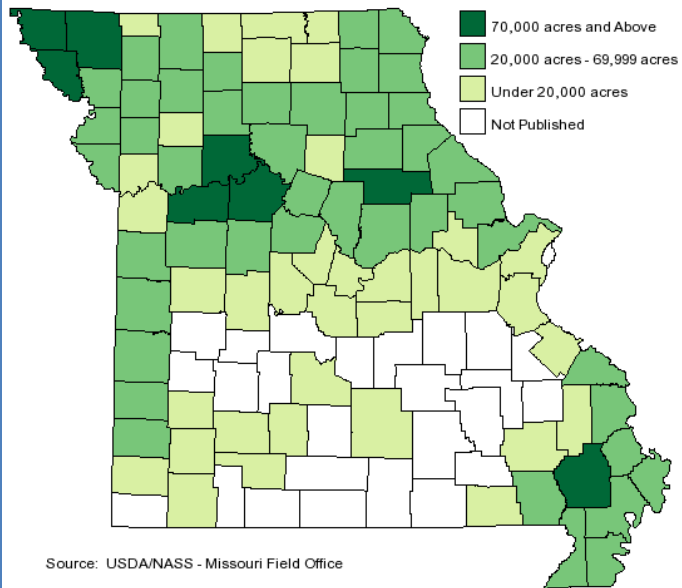 70,000 acres and Above
20,000 acres - 69,999 acres
Under 20,000 acres
Not Published
Source: USDA/NASS - Missouri Field Office